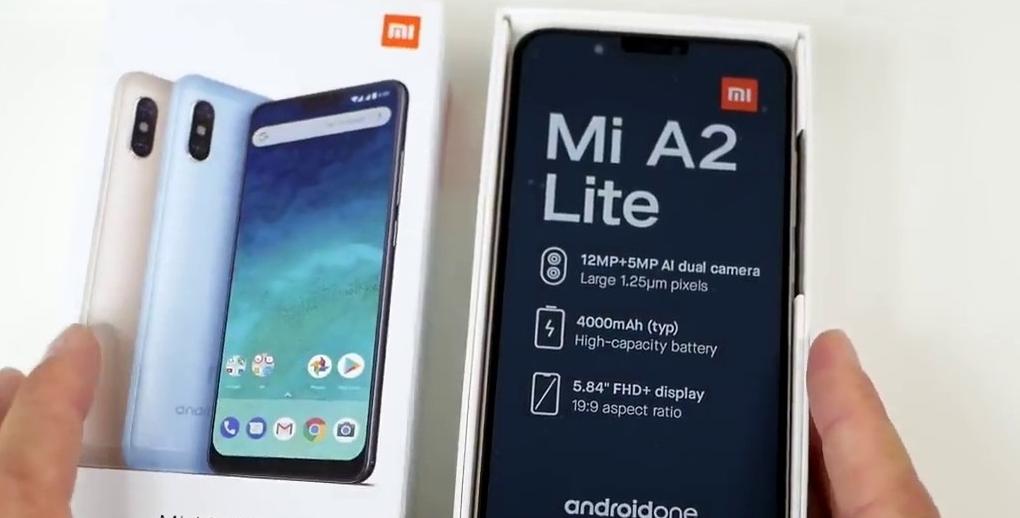 mi
andr
mi
Mi A2
Lite
12MP+5MP AI dual camera
Large 1.25μm pixels
4000mAh (typ)
High-capacity battery
5.84" FHD+ display
19:9 aspect ratio
androidone